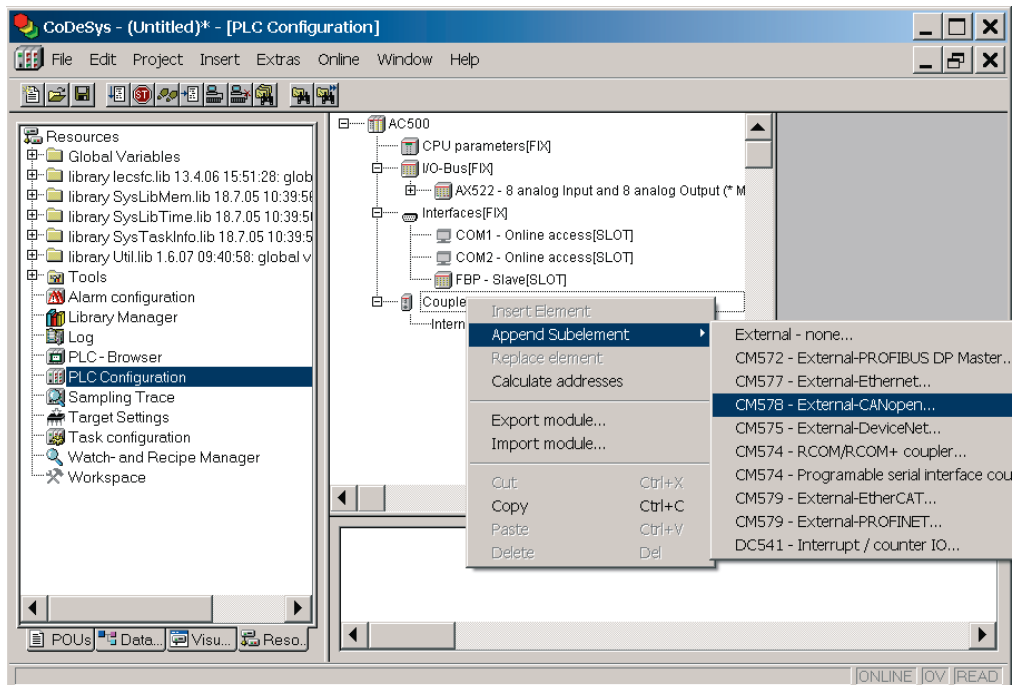 CoDeSys - (Untitled)* - [PLC Configuration]
File Edit Project Insert Extras Online Window Help
Resources
Global Variables
library Iecsfc.lib 13.4.06 15:51:28: glob
library SysLibMem.lib 18.7.05 10:39:5
library SysLibTime.lib 18.7.05 10:39:5
library SysTaskInfo.lib 18.7.05 10:39:5
library Util.lib 1.6.07 09:40:58: global v
Tools
Alarm configuration
Library Manager
Log
PLC - Browser
PLC Configuration
Sampling Trace
Target Settings
Task configuration
Watch- and Recipe Manager
Workspace
POUs Data... Visu... Reso..
AC500
CPU parameters[FIX]
I/O-Bus[FIX]
AX522 - 8 analog Input and 8 analog Output (* M
Interfaces[FIX]
COM1 - Online access[SLOT]
COM2 - Online access[SLOT]
FBP - Slave[SLOT]
Couple
Intern
Insert Element
Append Subelement
Replace element
Calculate addresses
Export module...
Import module...
Cut Ctrl+X
Copy Ctrl+C
Paste Ctrl+V
Delete Del
External - none...
CM572 - External-PROFIBUS DP Master...
CM577 - External-Ethernet...
CM578 - External-CANopen...
CM575 - External-DeviceNet...
CM574 - RCOM/RCOM+ coupler...
CM574 - Programable serial interface cou
CM579 - External-EtherCAT...
CM579 - External-PROFINET...
DC541 - Interrupt / counter IO...
ONLINE OV READ